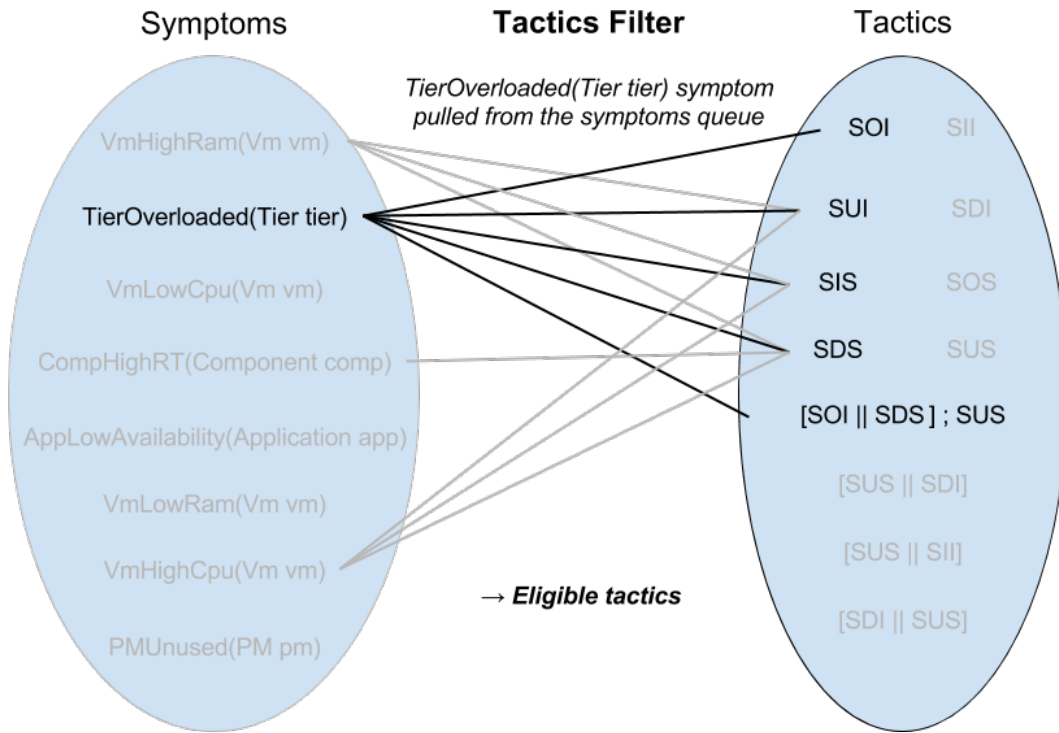 Symptoms
Tactics Filter
Tactics
TierOverloaded(Tier tier) symptom
pulled from the symptoms queue
VmHighRam(Vm vm)
TierOverloaded(Tier tier)
VmLowCpu(Vm vm)
CompHighRT(Component comp)
AppLowAvailability(Application app)
VmLowRam(Vm vm)
VmHighCpu(Vm vm)
PMUnused(PM pm)
→ Eligible tactics
SOI SII
SUI SDI
SIS SOS
SDS SUS
[SOI || SDS ] ; SUS
[SUS || SDI]
[SUS || SII]
[SDI || SUS]